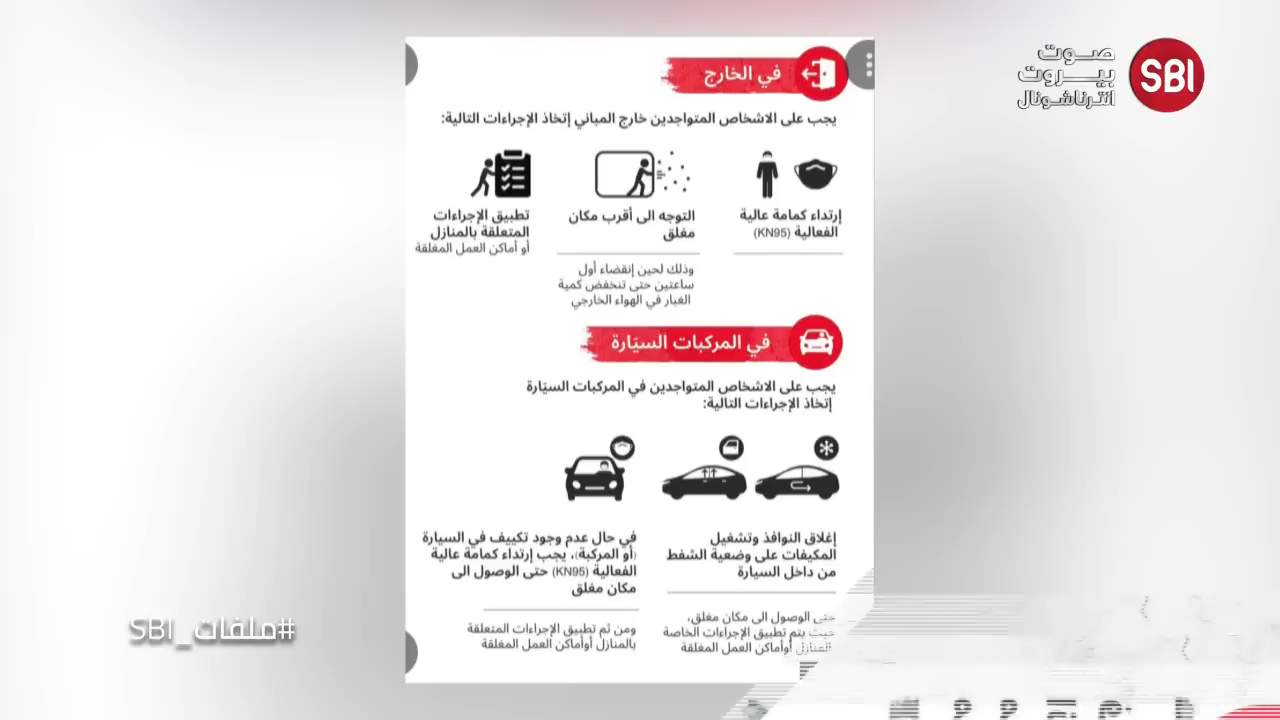 صوت
بيروت
انترناشونال
SBI
في الخارج
يجب على الاشخاص المتواجدين خارج المباني إتخاذ الإجراءات التالية:
إرتداء كمامة عالية
الفعالية (KN95)
التوجه الى أقرب مكان
مغلق
وذلك لحين إنقضاء أول
ساعتين حتى تنخفض كمية
الغبار في الهواء الخارجي
تطبيق الإجراءات
المتعلقة بالمنازل
أو أماكن العمل المغلقة
في المركبات السيّارة
يجب على الاشخاص المتواجدين في المركبات السيّارة
إتخاذ الإجراءات التالية:
إغلاق النوافذ وتشغيل
المكيفات على وضعية الشفط
من داخل السيارة
حتى الوصول الى مكان مغلق،
حيث يتم تطبيق الإجراءات الخاصة
بالمنازل أوأماكن العمل المغلقة
في حال عدم وجود تكييف في السيارة
(أو المركبة)، يجب إرتداء كمامة عالية
الفعالية (KN95) حتى الوصول الى
مكان مغلق
ومن ثم تطبيق الإجراءات المتعلقة
بالمنازل أوأماكن العمل المغلقة
#ملفات_SBI